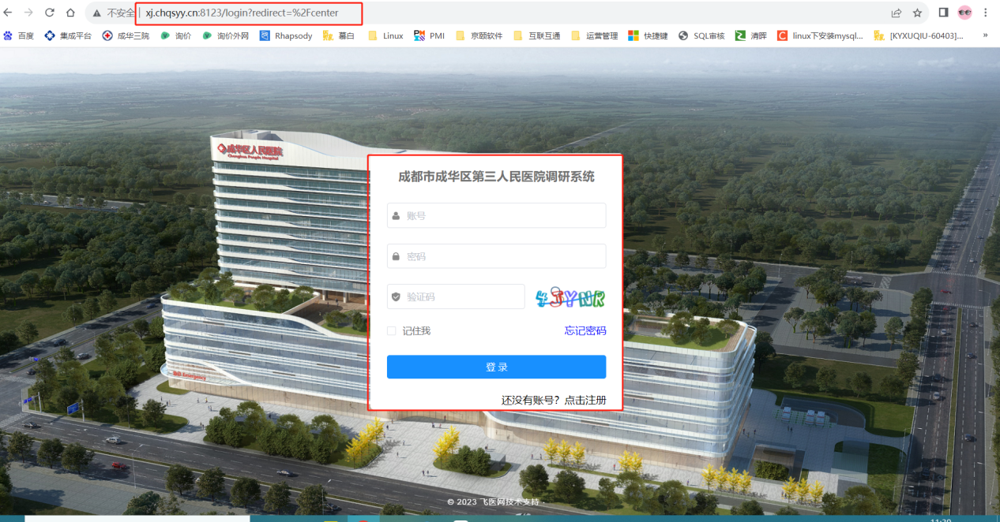 不安全 | xj.chqsyy.cn:8123/login?redirect=%2Fcenter
百度 集成平台 成华三院 询价 询价外网 Rhapsody 慕白 Linux PMI 京颐软件 互联互通 运营管理 快捷键 SQL审核 清晖 linux下安装mysql... [KYXUQIU-60403]... »
成华区人民医院
Chenghua People Hospital
成都市成华区第三人民医院调研系统
账号
密码
验证码
43YNR
记住我 忘记密码
登 录
Emergency
还没有账号？点击注册
© 2023 飞医网技术支持 ·